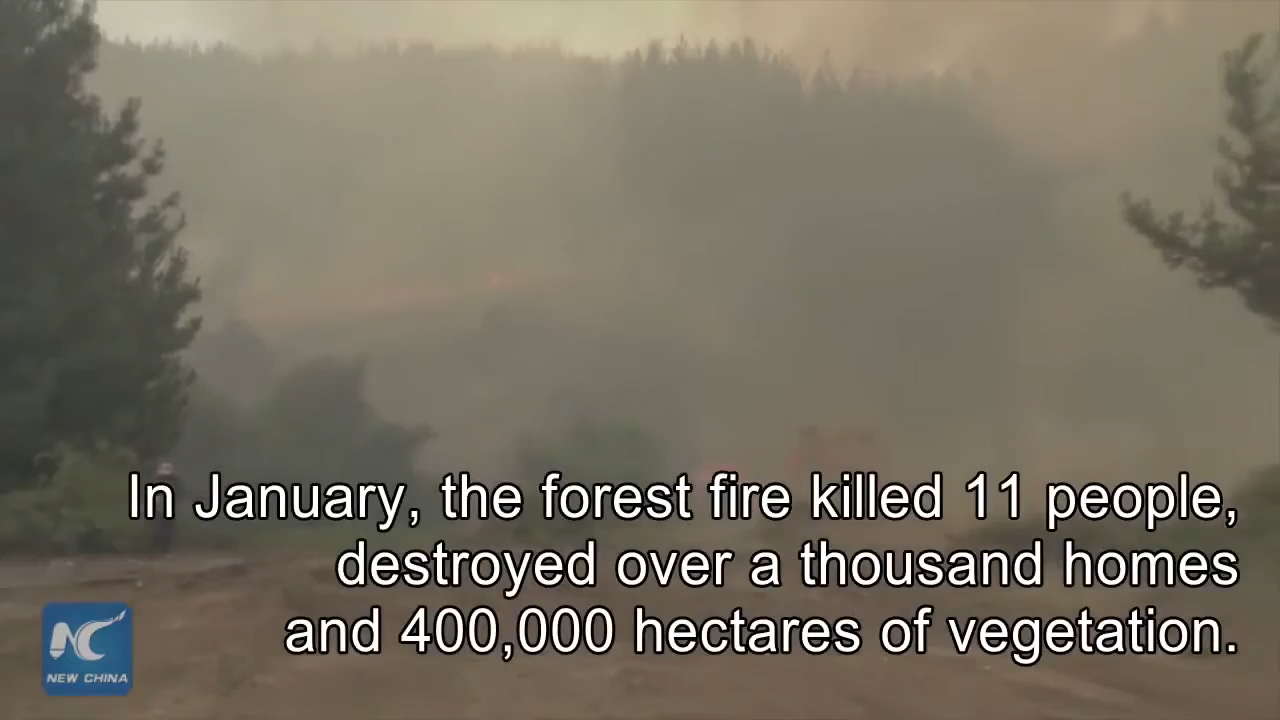 In January, the forest fire killed 11 people,
destroyed over a thousand homes
and 400,000 hectares of vegetation.
NC
NEW CHINA